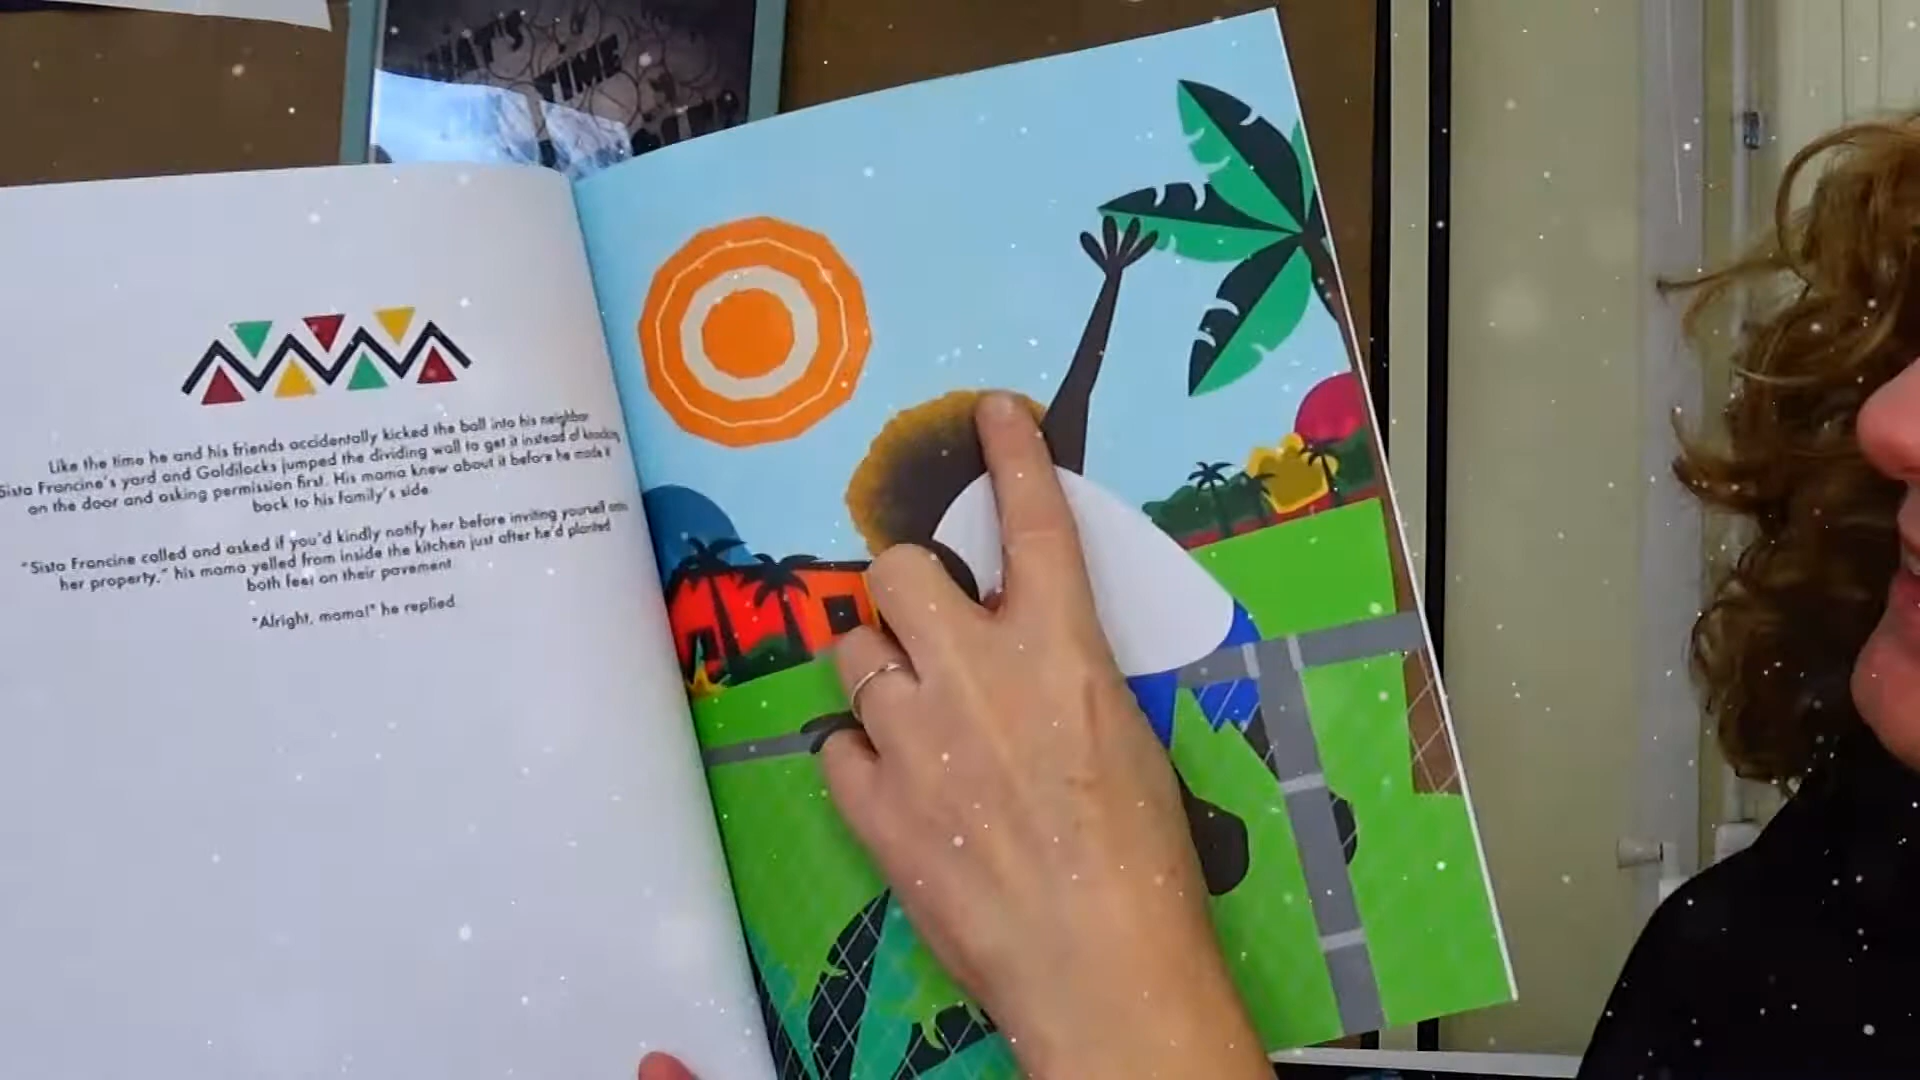 THAT'S
TIME
Like the time he and his friends accidentally kicked the ball into his neighbor
Sista Francine's yard and Goldilocks jumped the dividing wall to get it instead of knocking
on the door and asking permission first. His mama knew about it before he made it
back to his family's side.
"Sista Francine called and asked if you'd kindly notify her before inviting yourself onto
her property," his mama yelled from inside the kitchen just after he'd planted
both feet on their pavement.
"Alright, mama!" he replied.